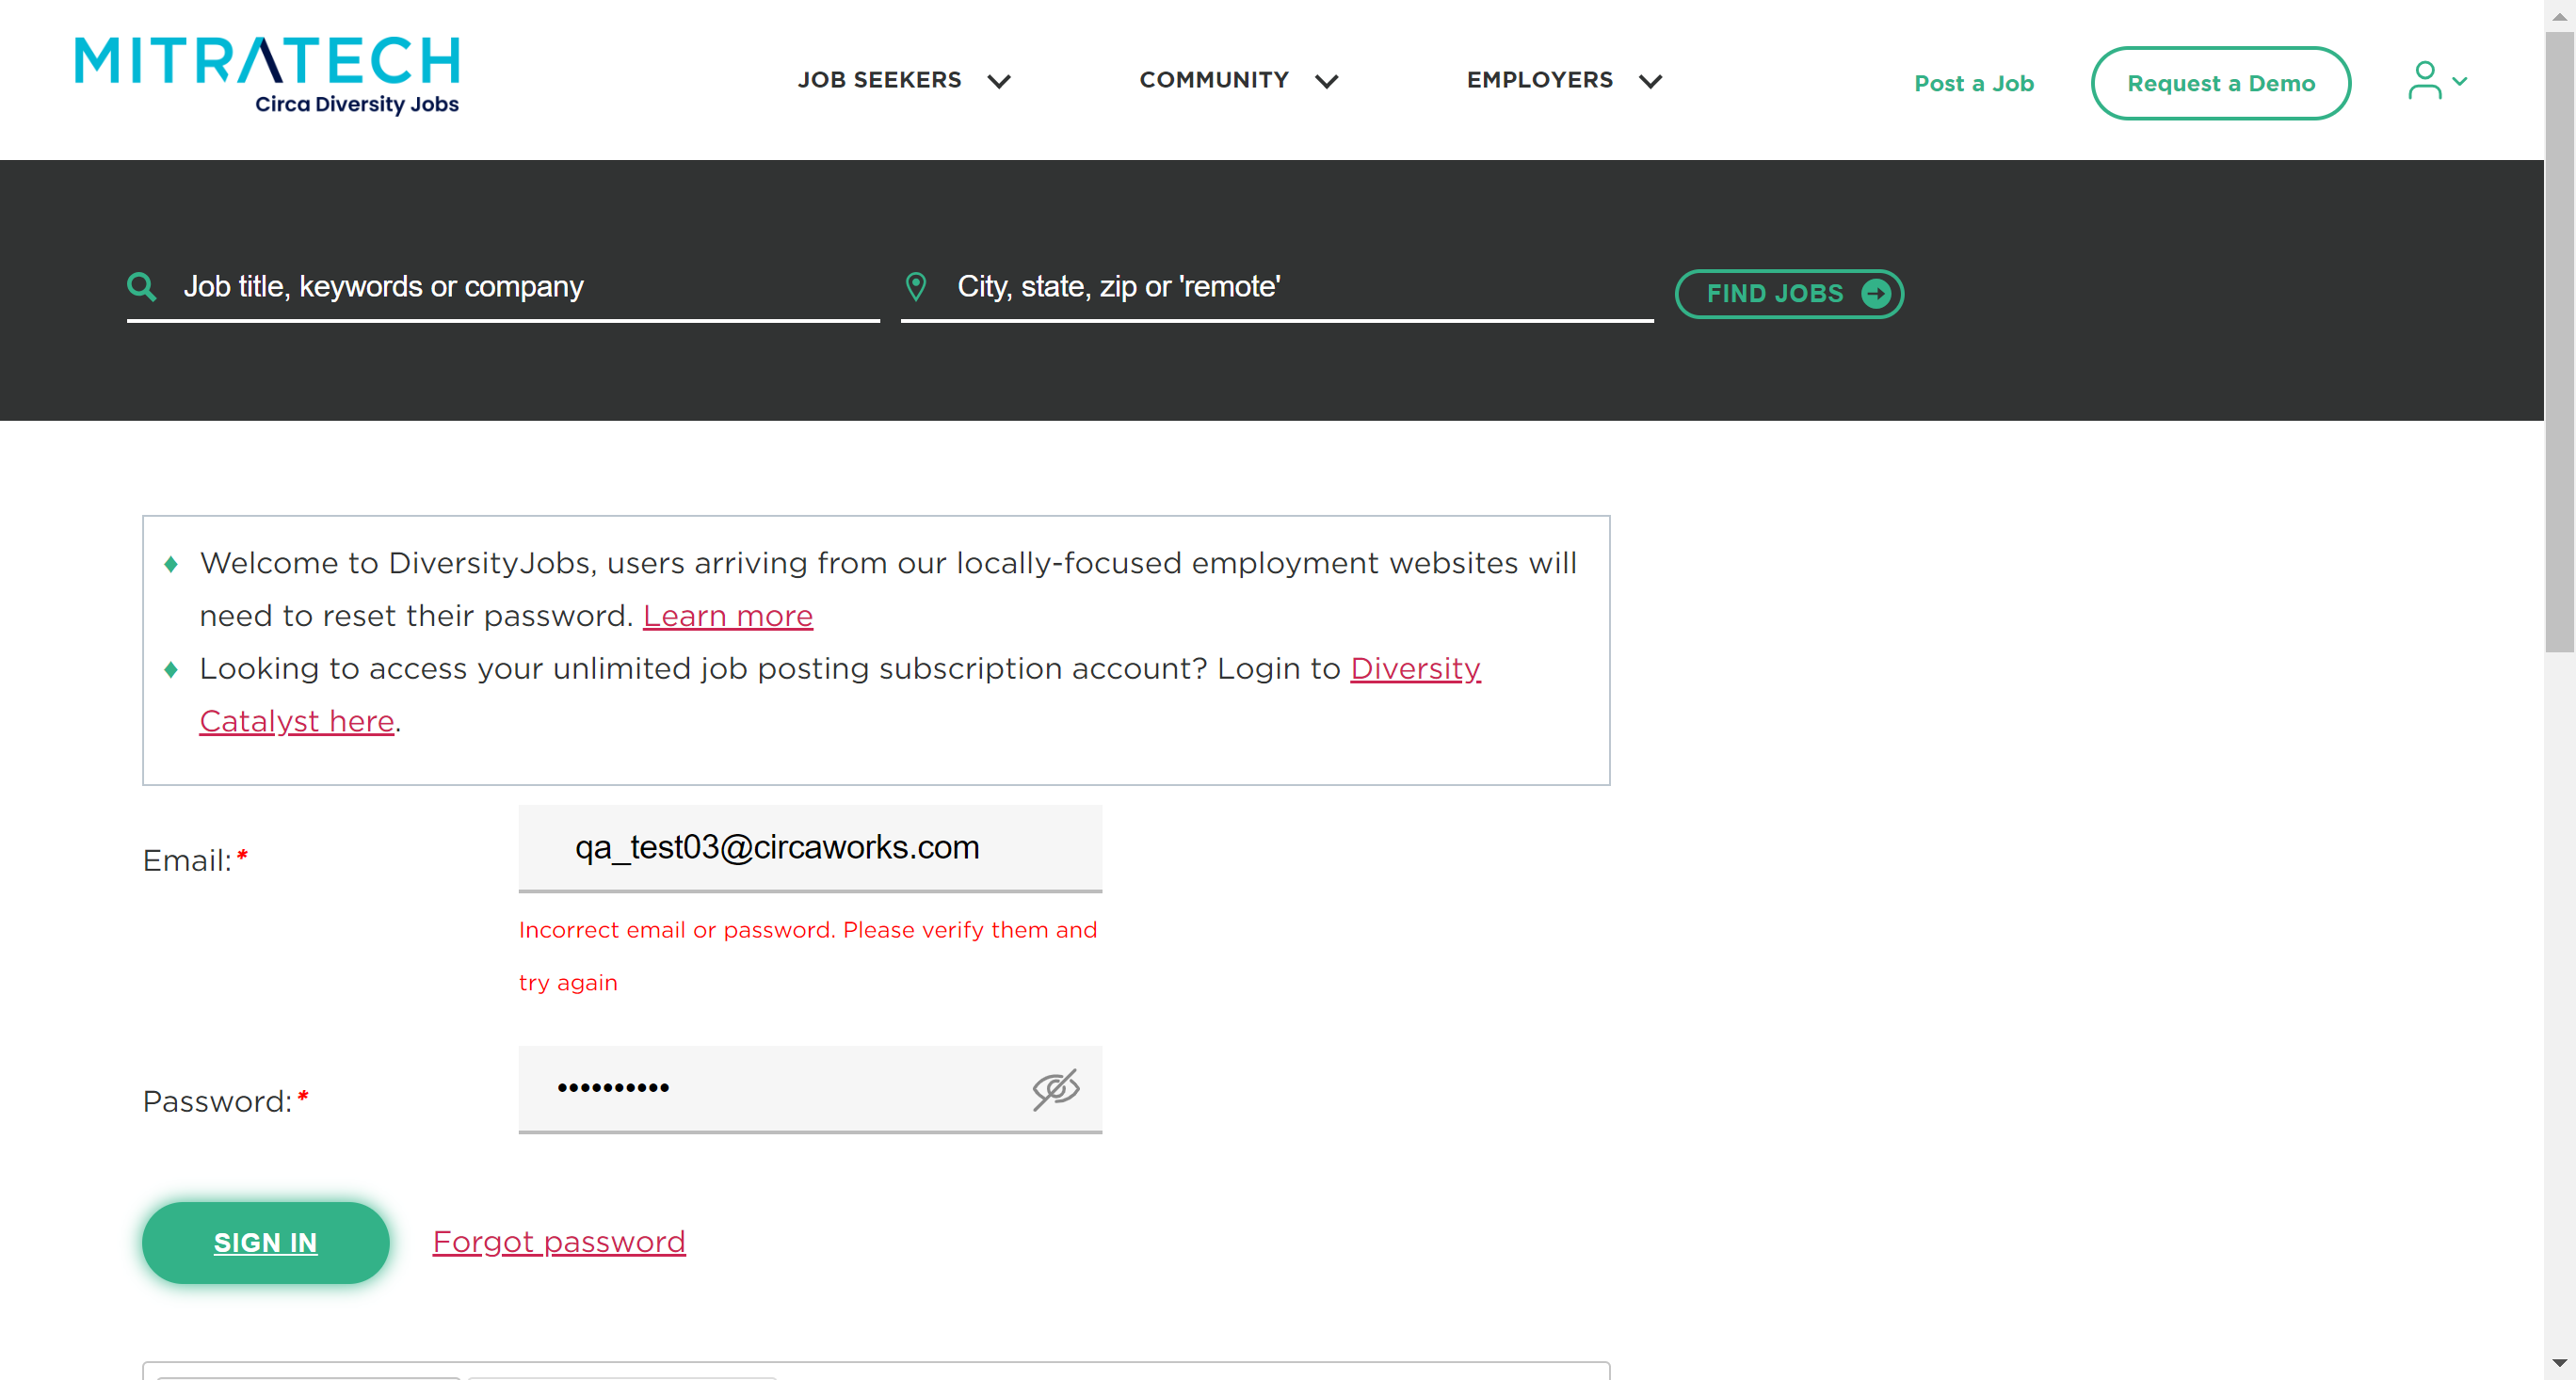 MITRATECH
Circa Diversity Jobs
JOB SEEKERS
COMMUNITY
EMPLOYERS
Post a Job
Request a Demo
Job title, keywords or company
City, state, zip or 'remote'
FIND JOBS
Welcome to DiversityJobs, users arriving from our locally-focused employment websites will
need to reset their password. Learn more
Looking to access your unlimited job posting subscription account? Login to Diversity
Catalyst here.
Email:*
qa_test03@circaworks.com
Incorrect email or password. Please verify them and
try again
Password:*
••••••••••
SIGN IN
Forgot password